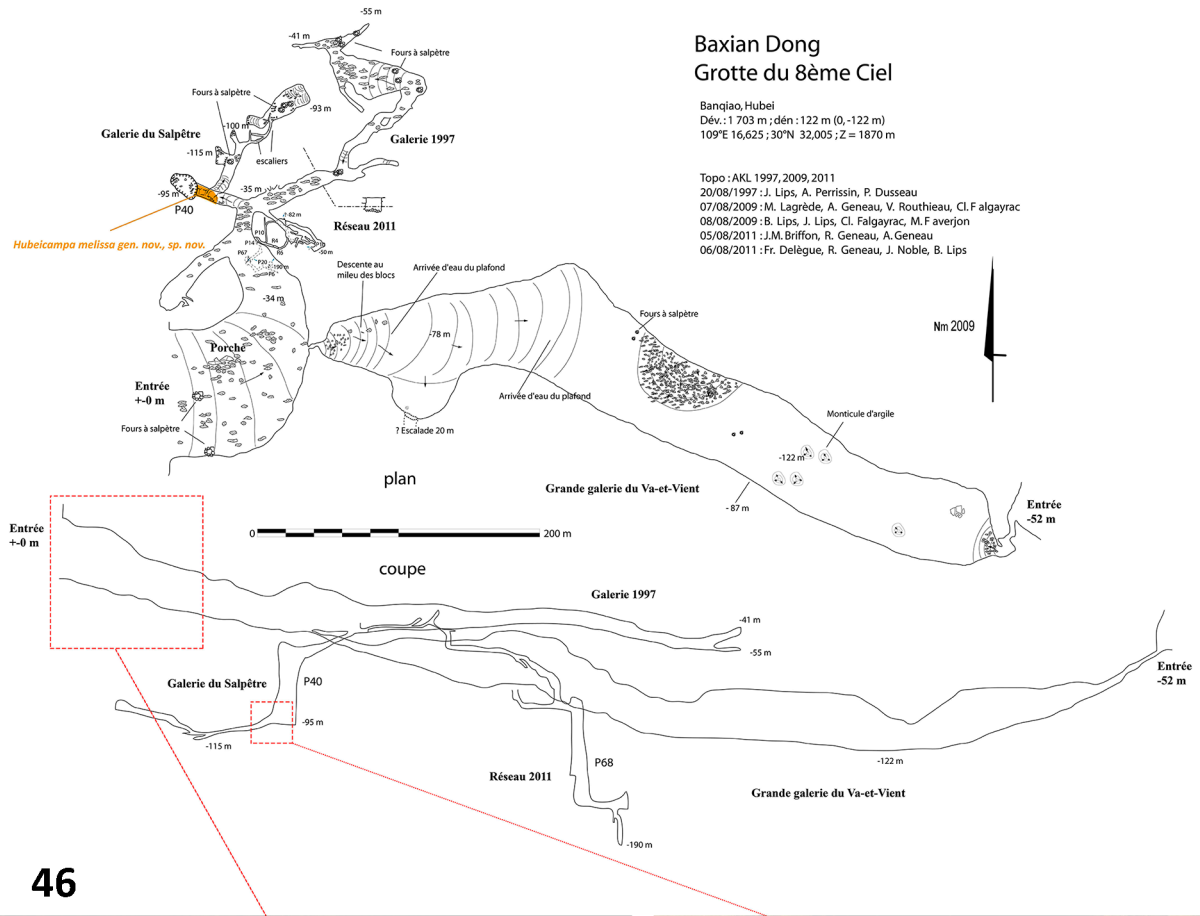 Baxian Dong
Grotte du 8ème Ciel
Banqiao, Hubei
Dév. : 1 703 m ; dén : 122 m (0, -122 m)
109°E 16,625 ; 30°N 32,005 ; Z = 1870 m
Topo : AKL 1997, 2009, 2011
20/08/1997 : J. Lips, A. Perrissin, P. Dusseau
07/08/2009 : M. Lagrède, A. Geneau, V. Routhieau, Cl. F algayrac
08/08/2009 : B. Lips, J. Lips, Cl. Falgayrac, M. F averjon
05/08/2011 : J.M. Briffon, R. Geneau, A. Geneau
06/08/2011 : Fr. Delègue, R. Geneau, J. Noble, B. Lips
Nm 2009
-55 m
-41 m
Fours à salpètre
Fours à salpètre
-93 m
-100 m
Galerie du Salpêtre
Galerie 1997
-115 m
escaliers
-95 m
P40
-35 m
Hubeicampa melissa gen. nov., sp. nov.
Réseau 2011
-82 m
P10
P14
R4
R6
P67
P20
-190 m
P6
-50 m
-34 m
Descente au
mileu des blocs
Arrivée d'eau du plafond
-78 m
Fours à salpètre
Porche
Entrée
+-0 m
Fours à salpètre
Arrivée d'eau du plafond
? Escalade 20 m
Monticule d'argile
-122 m
plan
Grande galerie du Va-et-Vient
- 87 m
Entrée
-52 m
Entrée
+-0 m
0
200 m
coupe
Galerie 1997
-41 m
-55 m
Entrée
-52 m
Galerie du Salpêtre
P40
-95 m
-115 m
Réseau 2011
P68
-122 m
Grande galerie du Va-et-Vient
-190 m
46